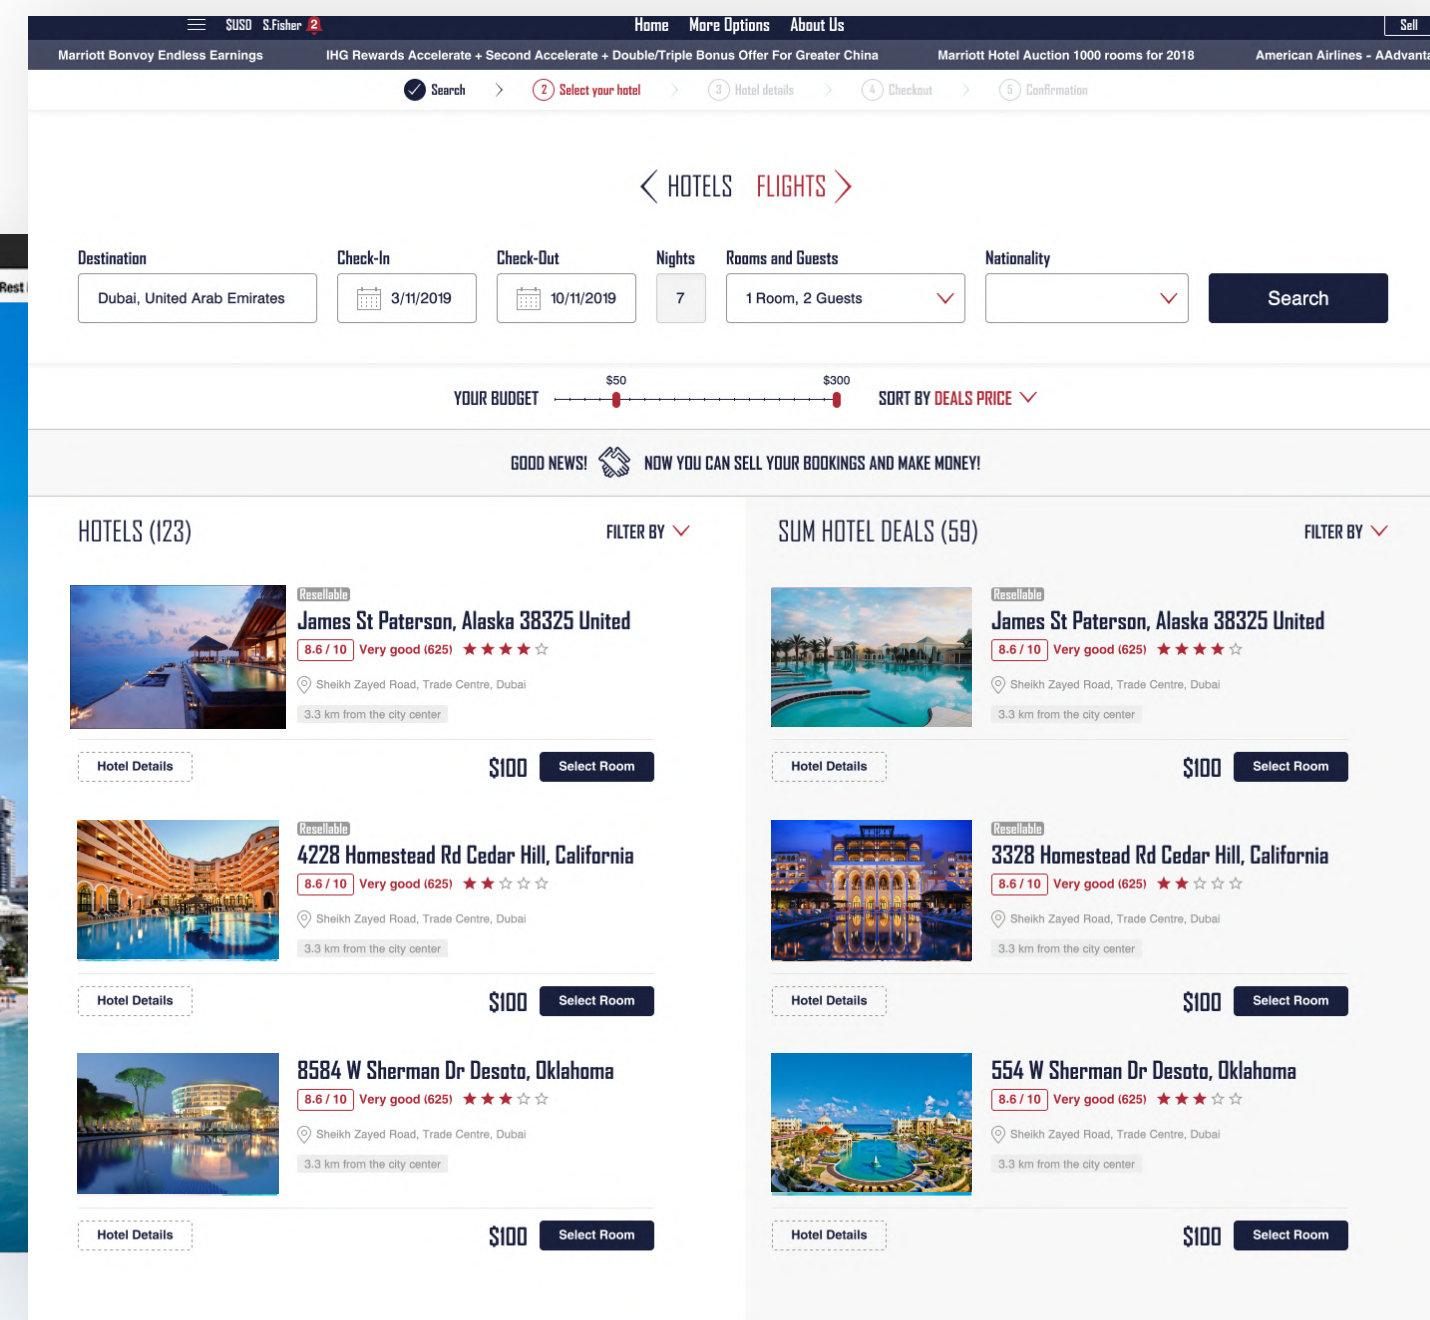 $USD S.Fisher 2 Home More Options About Us Sell
Marriott Bonvoy Endless Earnings IHG Rewards Accelerate + Second Accelerate + Double/Triple Bonus Offer For Greater China Marriott Hotel Auction 1000 rooms for 2018 American Airlines - AAdvanta
Search 2 Select your hotel 3 Hotel details 4 Checkout 5 Confirmation
HOTELS FLIGHTS
Destination Check-In Check-Out Nights Rooms and Guests Nationality
Rest
Dubai, United Arab Emirates 3/11/2019 10/11/2019 7 1 Room, 2 Guests Search
$50 $300
YOUR BUDGET SORT BY DEALS PRICE
GOOD NEWS! NOW YOU CAN SELL YOUR BOOKINGS AND MAKE MONEY!
HOTELS (123) FILTER BY
Resellable
James St Paterson, Alaska 38325 United
8.6 / 10 Very good (625)
Sheikh Zayed Road, Trade Centre, Dubai
3.3 km from the city center
Hotel Details $100 Select Room
Resellable
4228 Homestead Rd Cedar Hill, California
8.6 / 10 Very good (625)
Sheikh Zayed Road, Trade Centre, Dubai
3.3 km from the city center
Hotel Details $100 Select Room
8584 W Sherman Dr Desoto, Oklahoma
8.6 / 10 Very good (625)
Sheikh Zayed Road, Trade Centre, Dubai
3.3 km from the city center
Hotel Details $100 Select Room
SUM HOTEL DEALS (59) FILTER BY
Resellable
James St Paterson, Alaska 38325 United
8.6 / 10 Very good (625)
Sheikh Zayed Road, Trade Centre, Dubai
3.3 km from the city center
Hotel Details $100 Select Room
Resellable
3328 Homestead Rd Cedar Hill, California
8.6 / 10 Very good (625)
Sheikh Zayed Road, Trade Centre, Dubai
3.3 km from the city center
Hotel Details $100 Select Room
554 W Sherman Dr Desoto, Oklahoma
8.6 / 10 Very good (625)
Sheikh Zayed Road, Trade Centre, Dubai
3.3 km from the city center
Hotel Details $100 Select Room